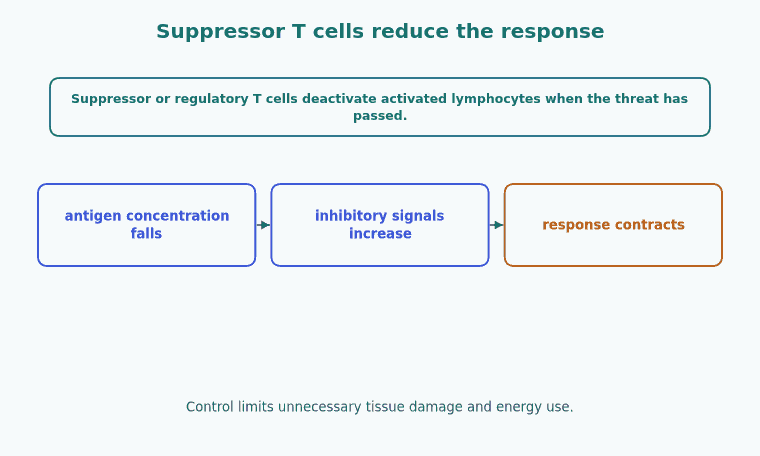 Suppressor T cells reduce the response
Suppressor or regulatory T cells deactivate activated lymphocytes when the threat has
passed.
antigen concentration
falls
inhibitory signals
increase
response contracts
Control limits unnecessary tissue damage and energy use.